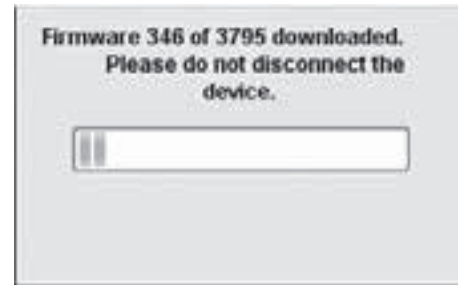 Firmware 346 of 3795 downloaded.
Please do not disconnect the
device.